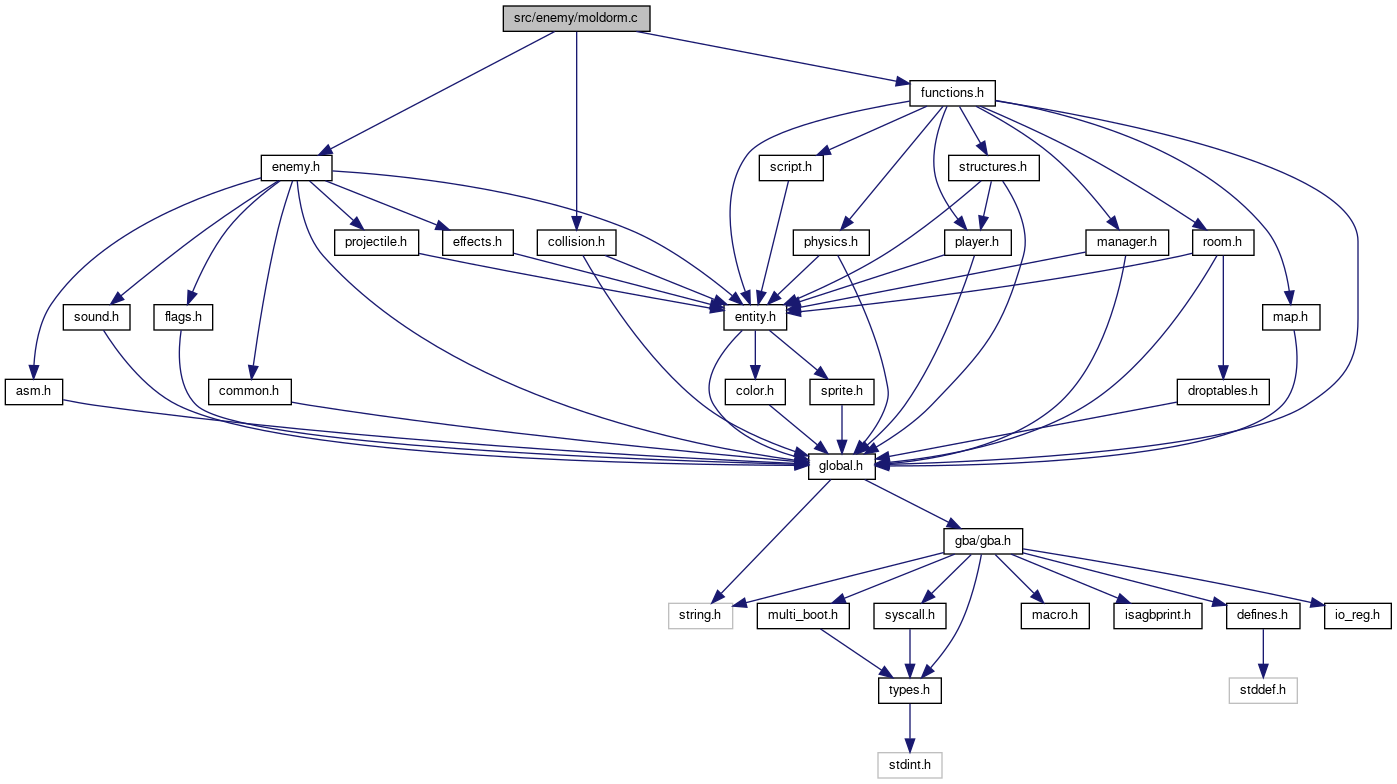 src/enemy/moldorm.c
functions.h
enemy.h
script.h
structures.h
projectile.h
effects.h
collision.h
physics.h
player.h
manager.h
room.h
sound.h
flags.h
entity.h
map.h
asm.h
common.h
color.h
sprite.h
droptables.h
global.h
gba/gba.h
string.h
multi_boot.h
syscall.h
macro.h
isagbprint.h
defines.h
io_reg.h
types.h
stddef.h
stdint.h